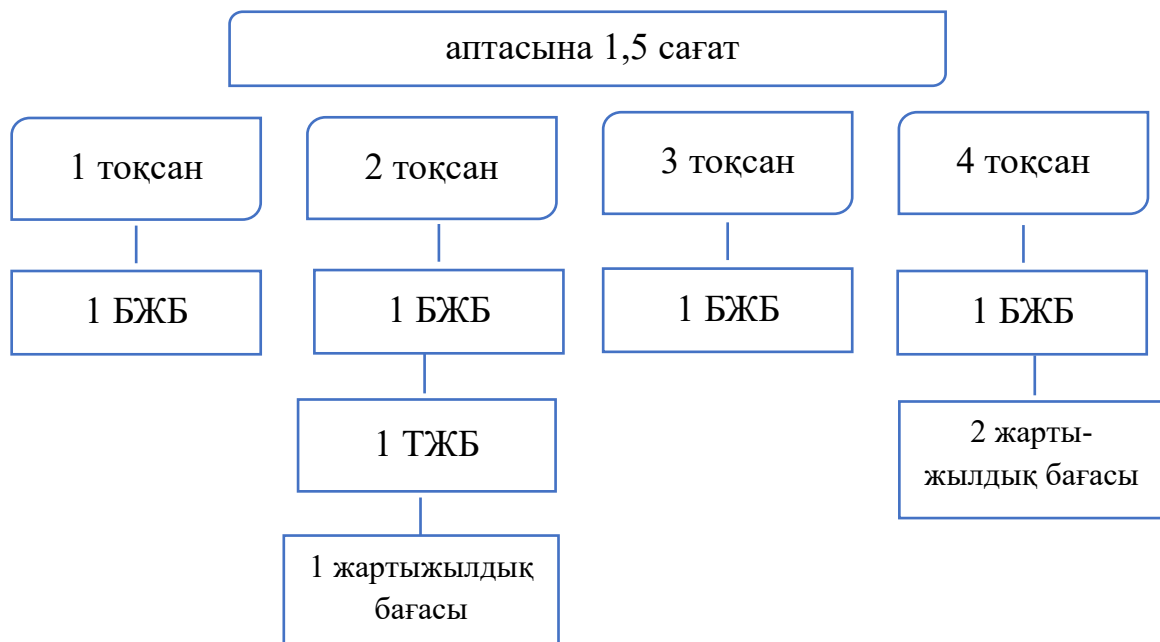 аптасына 1,5 сағат
1 тоқсан
2 тоқсан
3 тоқсан
4 тоқсан
1 БЖБ
1 БЖБ
1 БЖБ
1 БЖБ
1 ТЖБ
2 жарты-
жылдық бағасы
1 жартыжылдық
бағасы